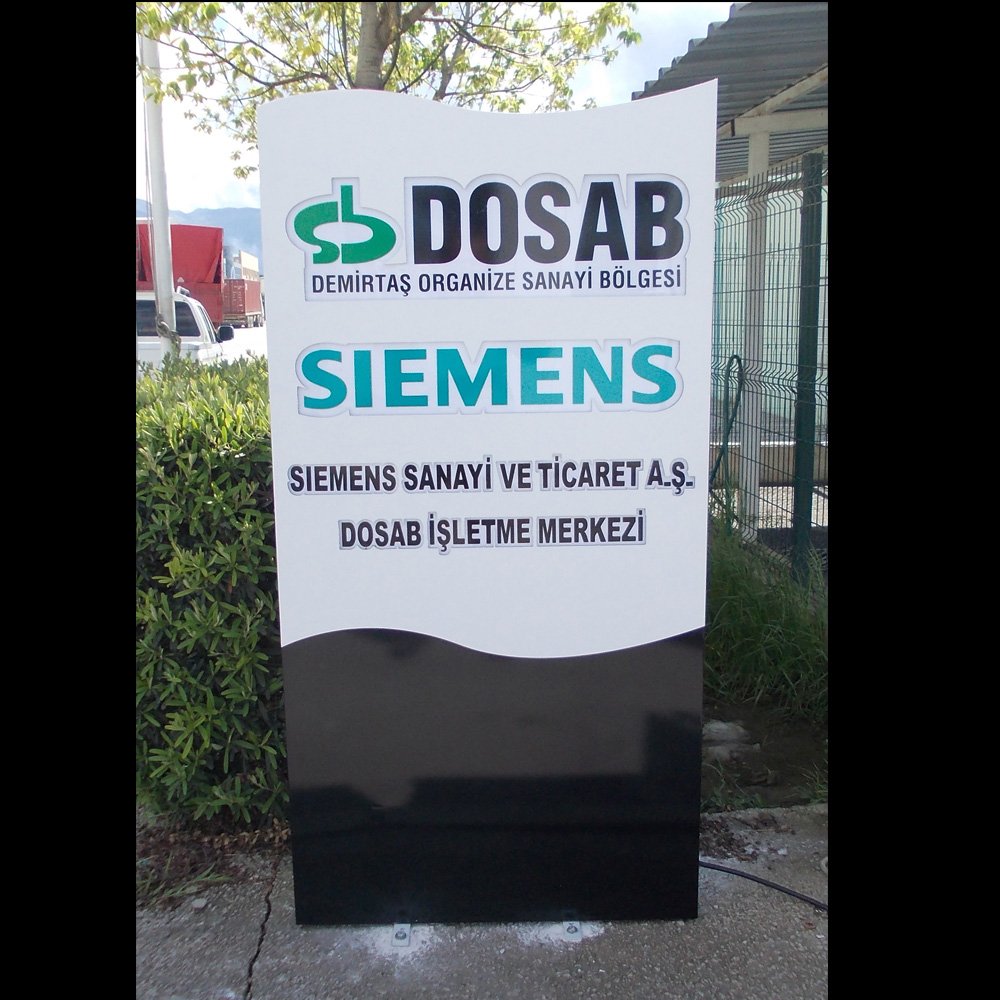 DOSAB
DEMİRTAŞ ORGANİZE SANAYİ BÖLGESİ
SIEMENS
SIEMENS SANAYİ VE TİCARET A.Ş.
DOSAB İŞLETME MERKEZİ